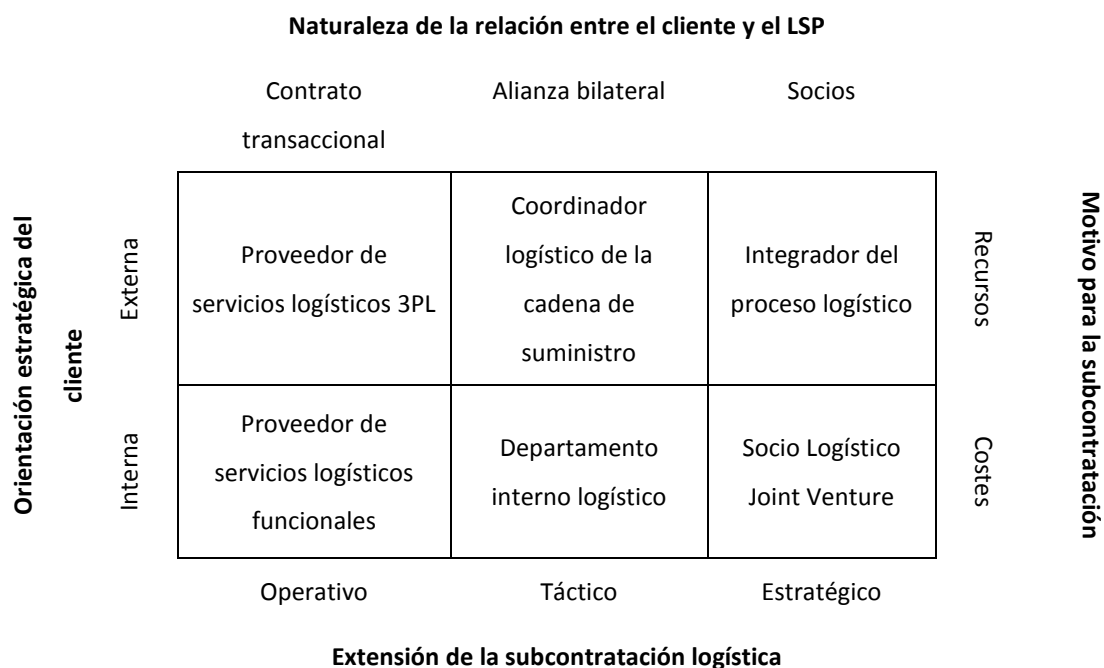 Naturaleza de la relación entre el cliente y el LSP
Contrato
transaccional
Alianza bilateral
Socios
Orientación estratégica del
cliente
Externa
Proveedor de
servicios logísticos 3PL
Coordinador
logístico de la
cadena de
suministro
Integrador del
proceso logístico
Recursos
Motivo para la subcontratación
Interna
Proveedor de
servicios logísticos
funcionales
Departamento
interno logístico
Socio Logístico
Joint Venture
Costes
Operativo
Táctico
Estratégico
Extensión de la subcontratación logística